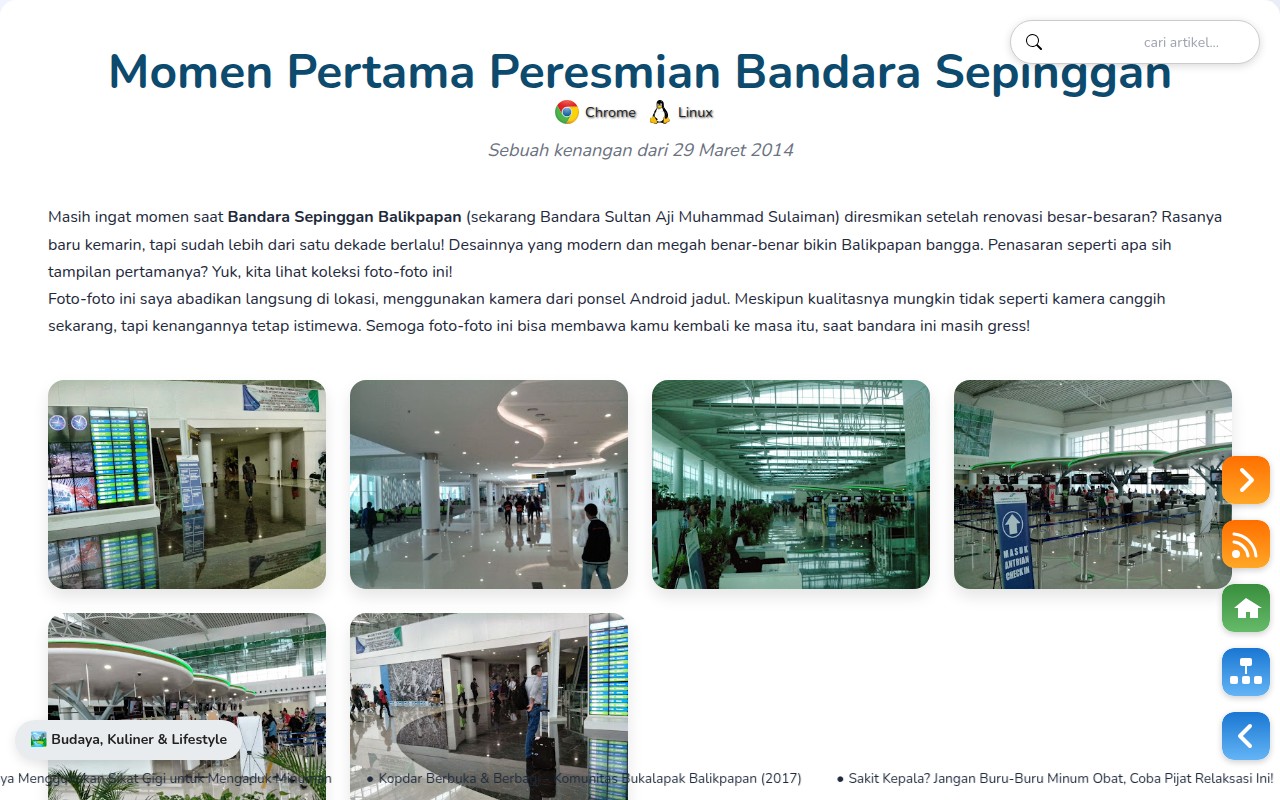 cari artikel...
Momen Pertama Peresmian Bandara Sepinggan
Chrome Linux
Sebuah kenangan dari 29 Maret 2014
Masih ingat momen saat Bandara Sepinggan Balikpapan (sekarang Bandara Sultan Aji Muhammad Sulaiman) diresmikan setelah renovasi besar-besaran? Rasanya
baru kemarin, tapi sudah lebih dari satu dekade berlalu! Desainnya yang modern dan megah benar-benar bikin Balikpapan bangga. Penasaran seperti apa sih
tampilan pertamanya? Yuk, kita lihat koleksi foto-foto ini!
Foto-foto ini saya abadikan langsung di lokasi, menggunakan kamera dari ponsel Android jadul. Meskipun kualitasnya mungkin tidak seperti kamera canggih
sekarang, tapi kenangannya tetap istimewa. Semoga foto-foto ini bisa membawa kamu kembali ke masa itu, saat bandara ini masih gress!
MASUK
ANTRIAN
CHECK IN
Budaya, Kuliner & Lifestyle
ya Menggunakan Sikat Gigi untuk Mengaduk Minuman
● Kopdar Berbuka & Berbagi – Komunitas Bukalapak Balikpapan (2017)
● Sakit Kepala? Jangan Buru-Buru Minum Obat, Coba Pijat Relaksasi Ini!